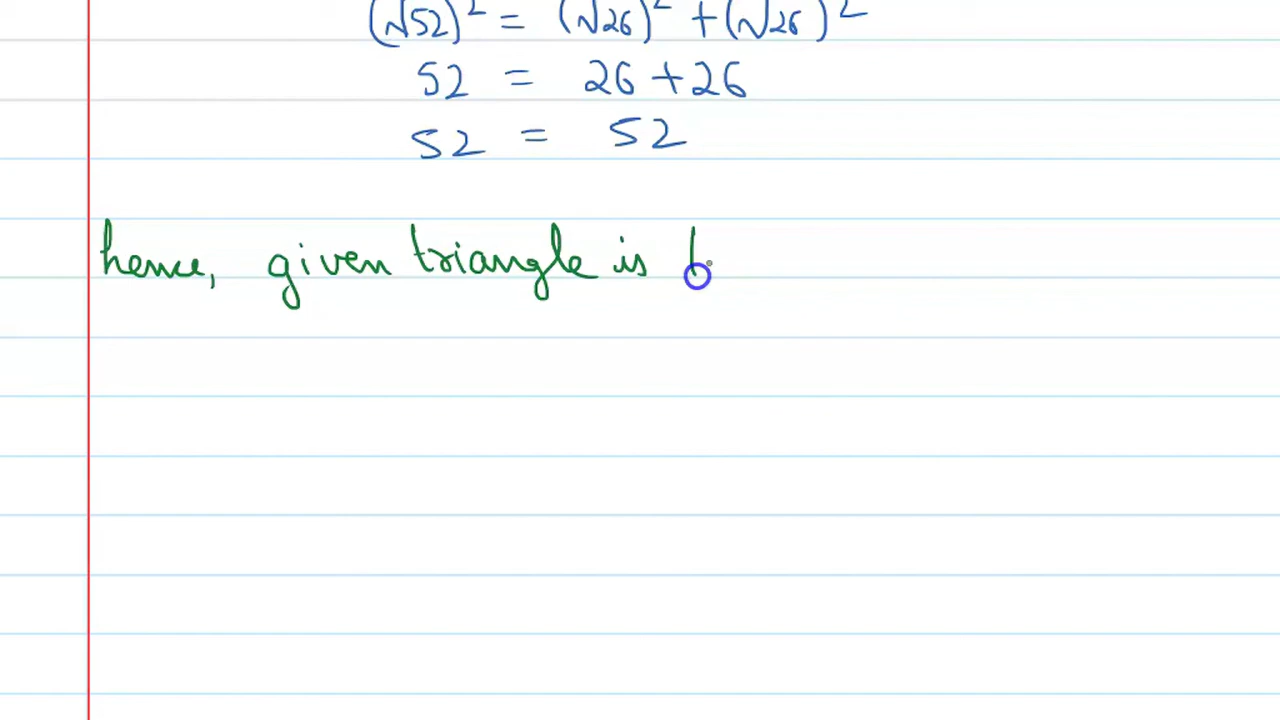 (√52)² = (√26)² + (√26)²
52 = 26 + 26
52 = 52
hence, given triangle is